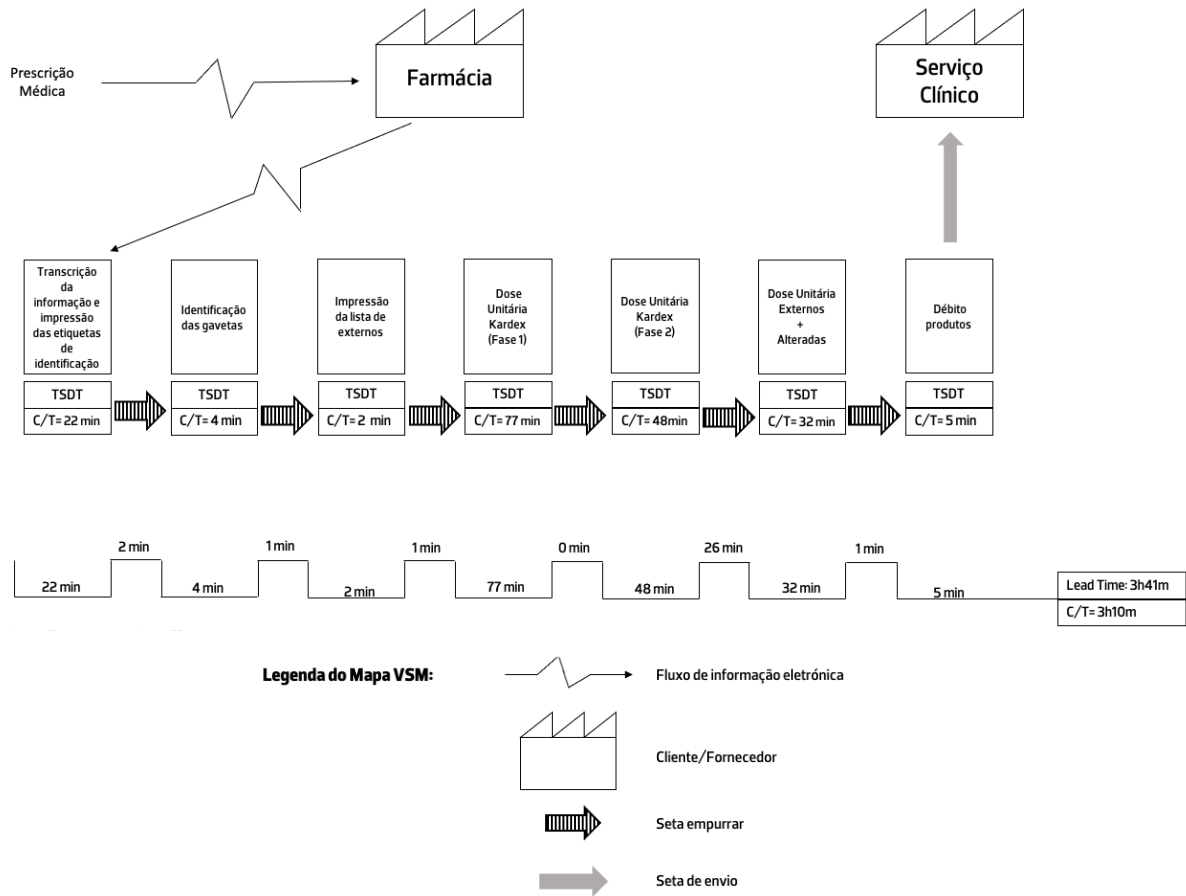 Prescrição
Médica
Farmácia
Serviço
Clínico
Transcrição
da
informação e
impressão
das etiquetas
de
identificação
Identificação
das gavetas
Impressão
da lista de
externos
Dose
Unitária
Kardex
(Fase 1)
Dose Unitária
Kardex
(Fase 2)
Dose Unitária
Externos
+
Alteradas
Débito
produtos
TSDT
C/T= 22 min
TSDT
C/T= 4 min
TSDT
C/T= 2 min
TSDT
C/T= 77 min
TSDT
C/T= 48min
TSDT
C/T= 32 min
TSDT
C/T= 5 min
2 min
1 min
1 min
0 min
26 min
1 min
22 min
4 min
2 min
77 min
48 min
32 min
5 min
Lead Time: 3h41m
C/T= 3h10m
Legenda do Mapa VSM:
Fluxo de informação eletrónica
Cliente/Fornecedor
Seta empurrar
Seta de envio